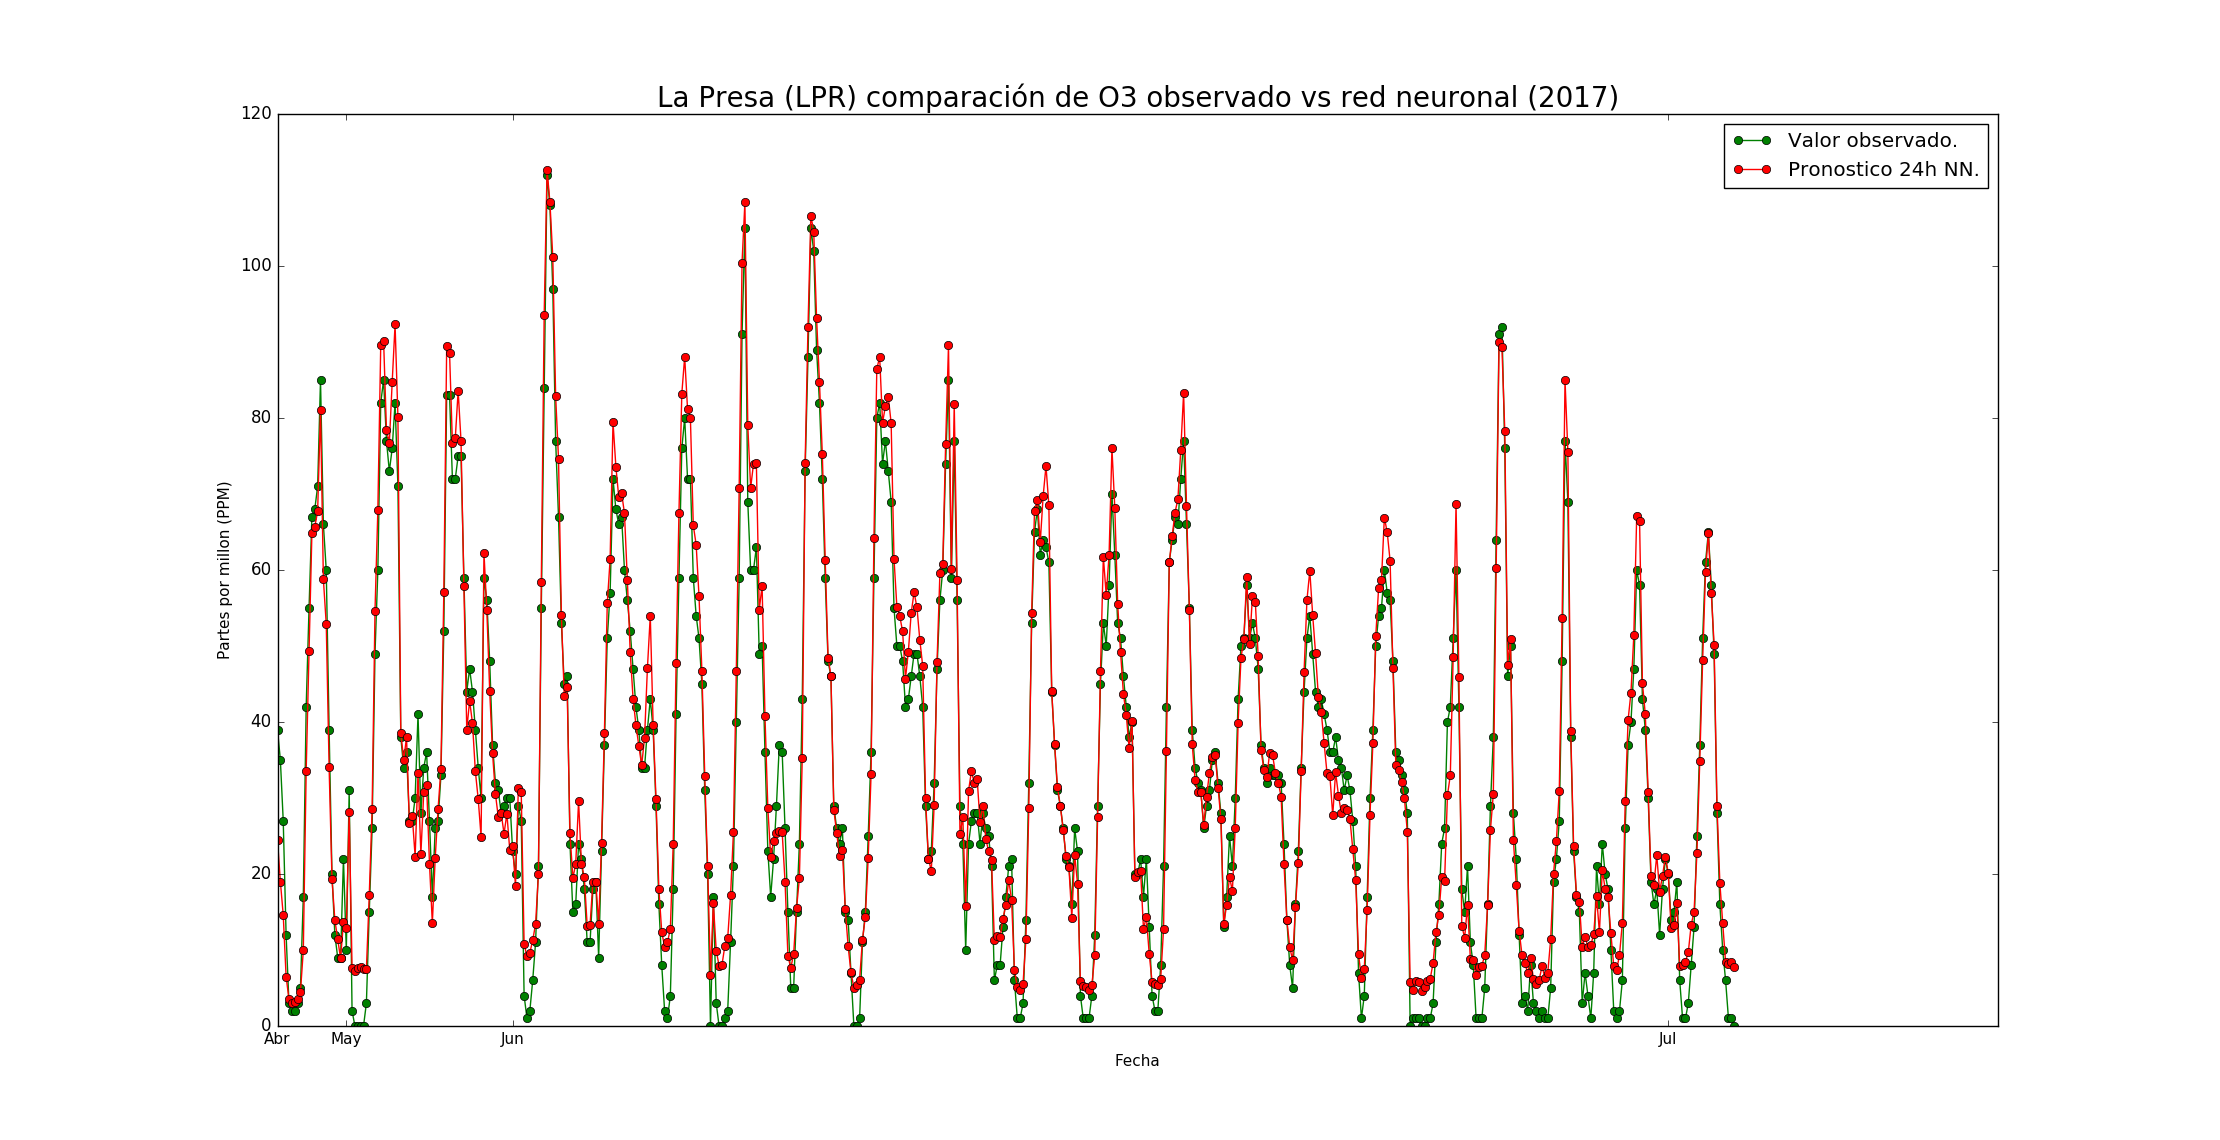 La Presa (LPR) comparación de O3 observado vs red neuronal (2017)
120
100
80
60
40
20
0
Partes por millon (PPM)
Valor observado.
Pronostico 24h NN.
Abr May Jun Jul
Fecha